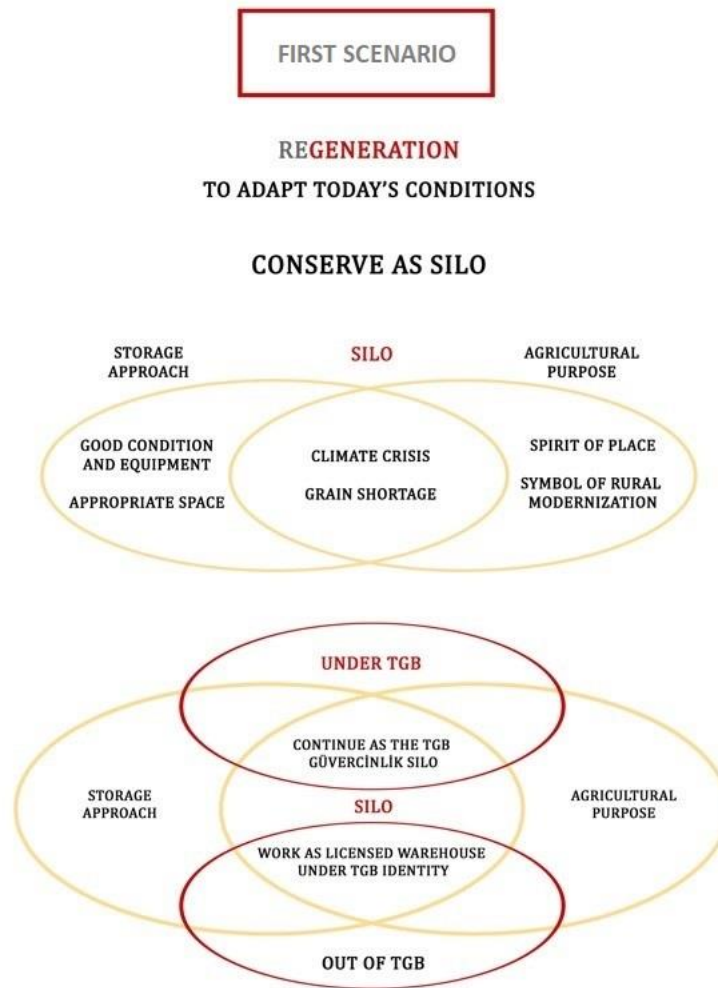 FIRST SCENARIO
REGENERATION
TO ADAPT TODAY'S CONDITIONS
CONSERVE AS SILO
STORAGE
APPROACH
SILO
AGRICULTURAL
PURPOSE
GOOD CONDITION
AND EQUIPMENT
APPROPRIATE SPACE
CLIMATE CRISIS
GRAIN SHORTAGE
SPIRIT OF PLACE
SYMBOL OF RURAL
MODERNIZATION
UNDER TGB
CONTINUE AS THE TGB
GÜVERCİNLİK SILO
STORAGE
APPROACH
SILO
AGRICULTURAL
PURPOSE
WORK AS LICENSED WAREHOUSE
UNDER TGB IDENTITY
OUT OF TGB